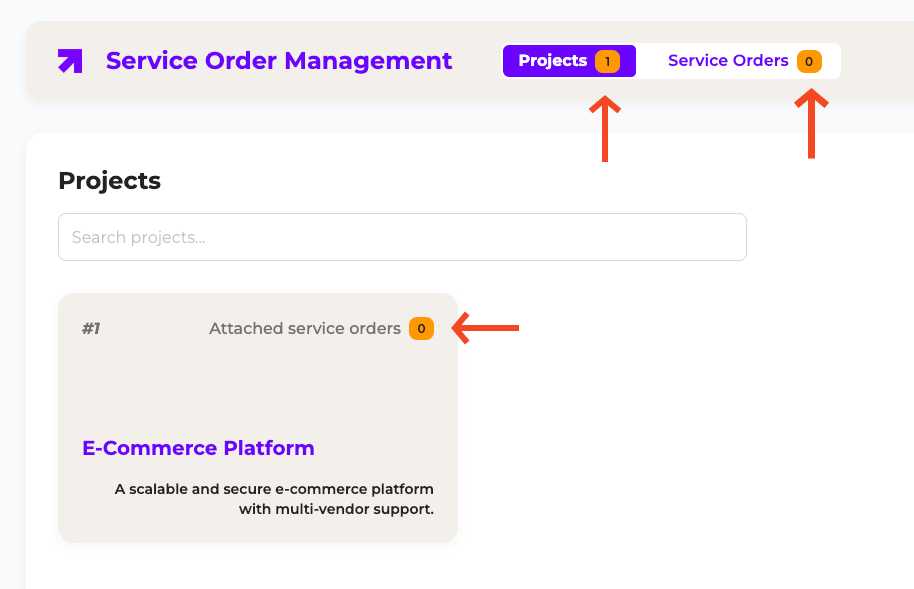 Service Order Management
Projects 1
Service Orders 0
Projects
Search projects...
#1
Attached service orders 0
E-Commerce Platform
A scalable and secure e-commerce platform
with multi-vendor support.